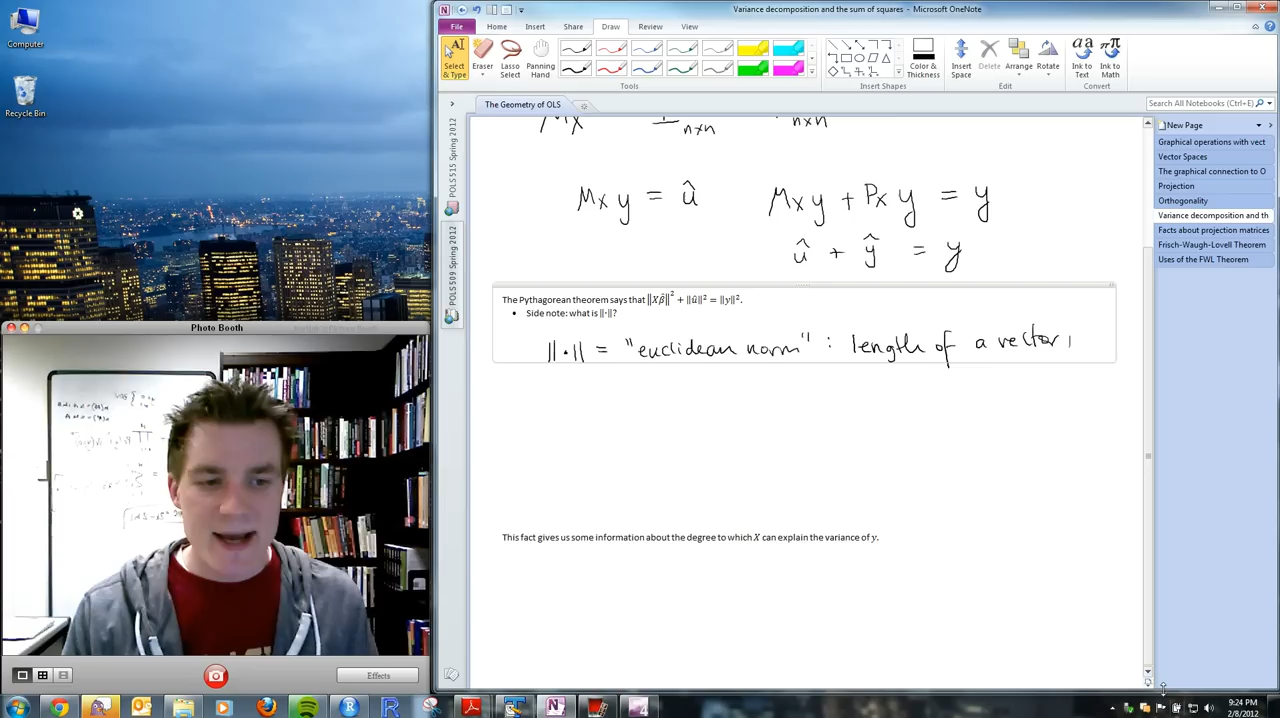 Variance decomposition and the sum of squares - Microsoft OneNote
Computer
Recycle Bin
File Home Insert Share Draw Review View
Select & Type
Eraser
Lasso Select
Panning Hand
Color & Thickness
Insert Space
Delete
Arrange
Rotate
Ink to Text
Ink to Math
Tools
Insert Shapes
Edit
Convert
The Geometry of OLS
Search All Notebooks (Ctrl+E)
POLS 515 Spring 2012
POLS 509 Spring 2012
New Page
Graphical operations with vect
Vector Spaces
The graphical connection to O
Projection
Orthogonality
Variance decomposition and th
Facts about projection matrices
Frisch-Waugh-Lovell Theorem
Uses of the FWL Theorem
n×n n×n
M_X y = û M_X y + P_X y = y
û + ŷ = y
The Pythagorean theorem says that ‖Xβ̂‖² + ‖û‖² = ‖y‖².
• Side note: what is ‖·‖?
‖·‖ = "euclidean norm" : length of a vector
This fact gives us some information about the degree to which X can explain the variance of y.
Photo Booth
Effects
9:24 PM
2/8/2012